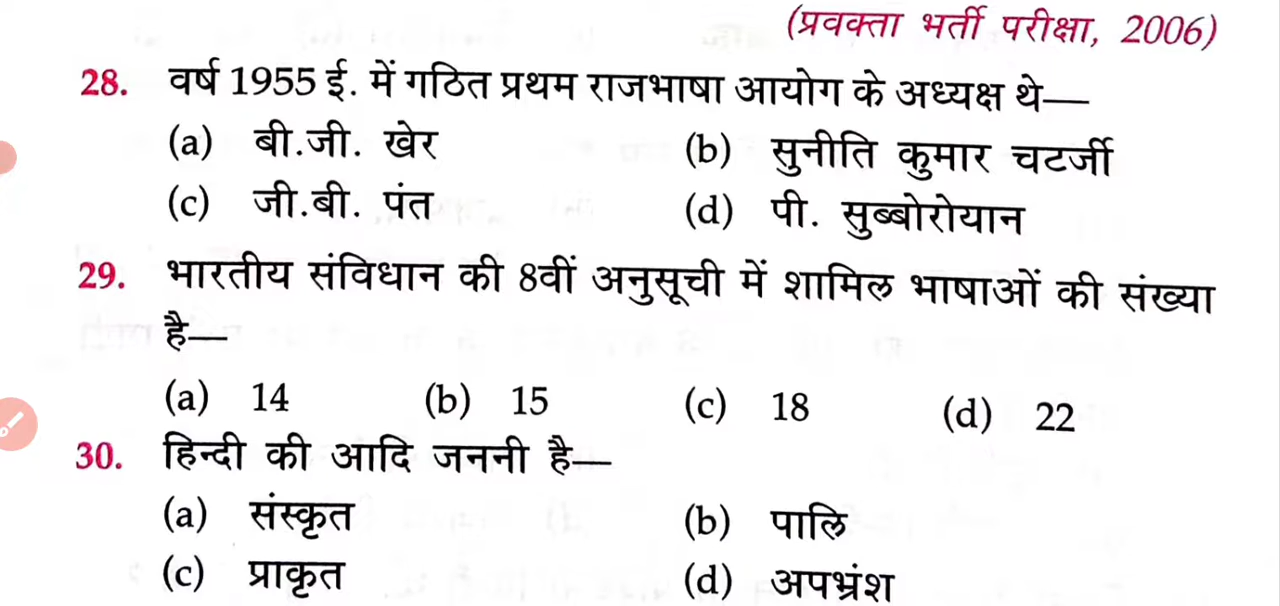 (प्रवक्ता भर्ती परीक्षा, 2006)
28. वर्ष 1955 ई. में गठित प्रथम राजभाषा आयोग के अध्यक्ष थे—
(a) बी.जी. खेर (b) सुनीति कुमार चटर्जी
(c) जी.बी. पंत (d) पी. सुब्बोरोयान
29. भारतीय संविधान की 8वीं अनुसूची में शामिल भाषाओं की संख्या
है—
(a) 14 (b) 15 (c) 18 (d) 22
30. हिन्दी की आदि जननी है—
(a) संस्कृत (b) पालि
(c) प्राकृत (d) अपभ्रंश